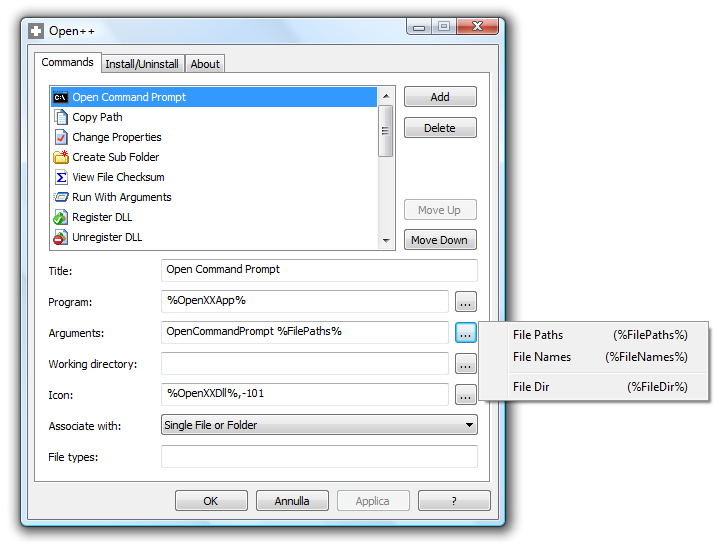 Open++
Commands Install/Uninstall About
C:\ Open Command Prompt
Add
Copy Path
Delete
Change Properties
Create Sub Folder
Σ View File Checksum
Run With Arguments
Register DLL
Move Up
Unregister DLL
Move Down
Title: Open Command Prompt
Program: %OpenXXApp% ...
Arguments: OpenCommandPrompt %FilePaths% ...
File Paths (%FilePaths%)
File Names (%FileNames%)
File Dir (%FileDir%)
Working directory: ...
Icon: %OpenXXDll%,-101 ...
Associate with: Single File or Folder
File types:
OK Annulla Applica ?